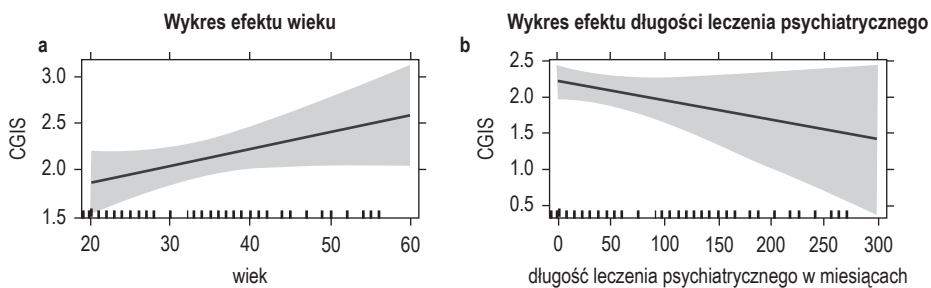 Wykres efektu wieku
a
CGIS
3.0
2.5
2.0
1.5
20 30 40 50 60
wiek
Wykres efektu długości leczenia psychiatrycznego
b
CGIS
2.5
2.0
1.5
1.0
0.5
0 50 100 150 200 250 300
długość leczenia psychiatrycznego w miesiącach